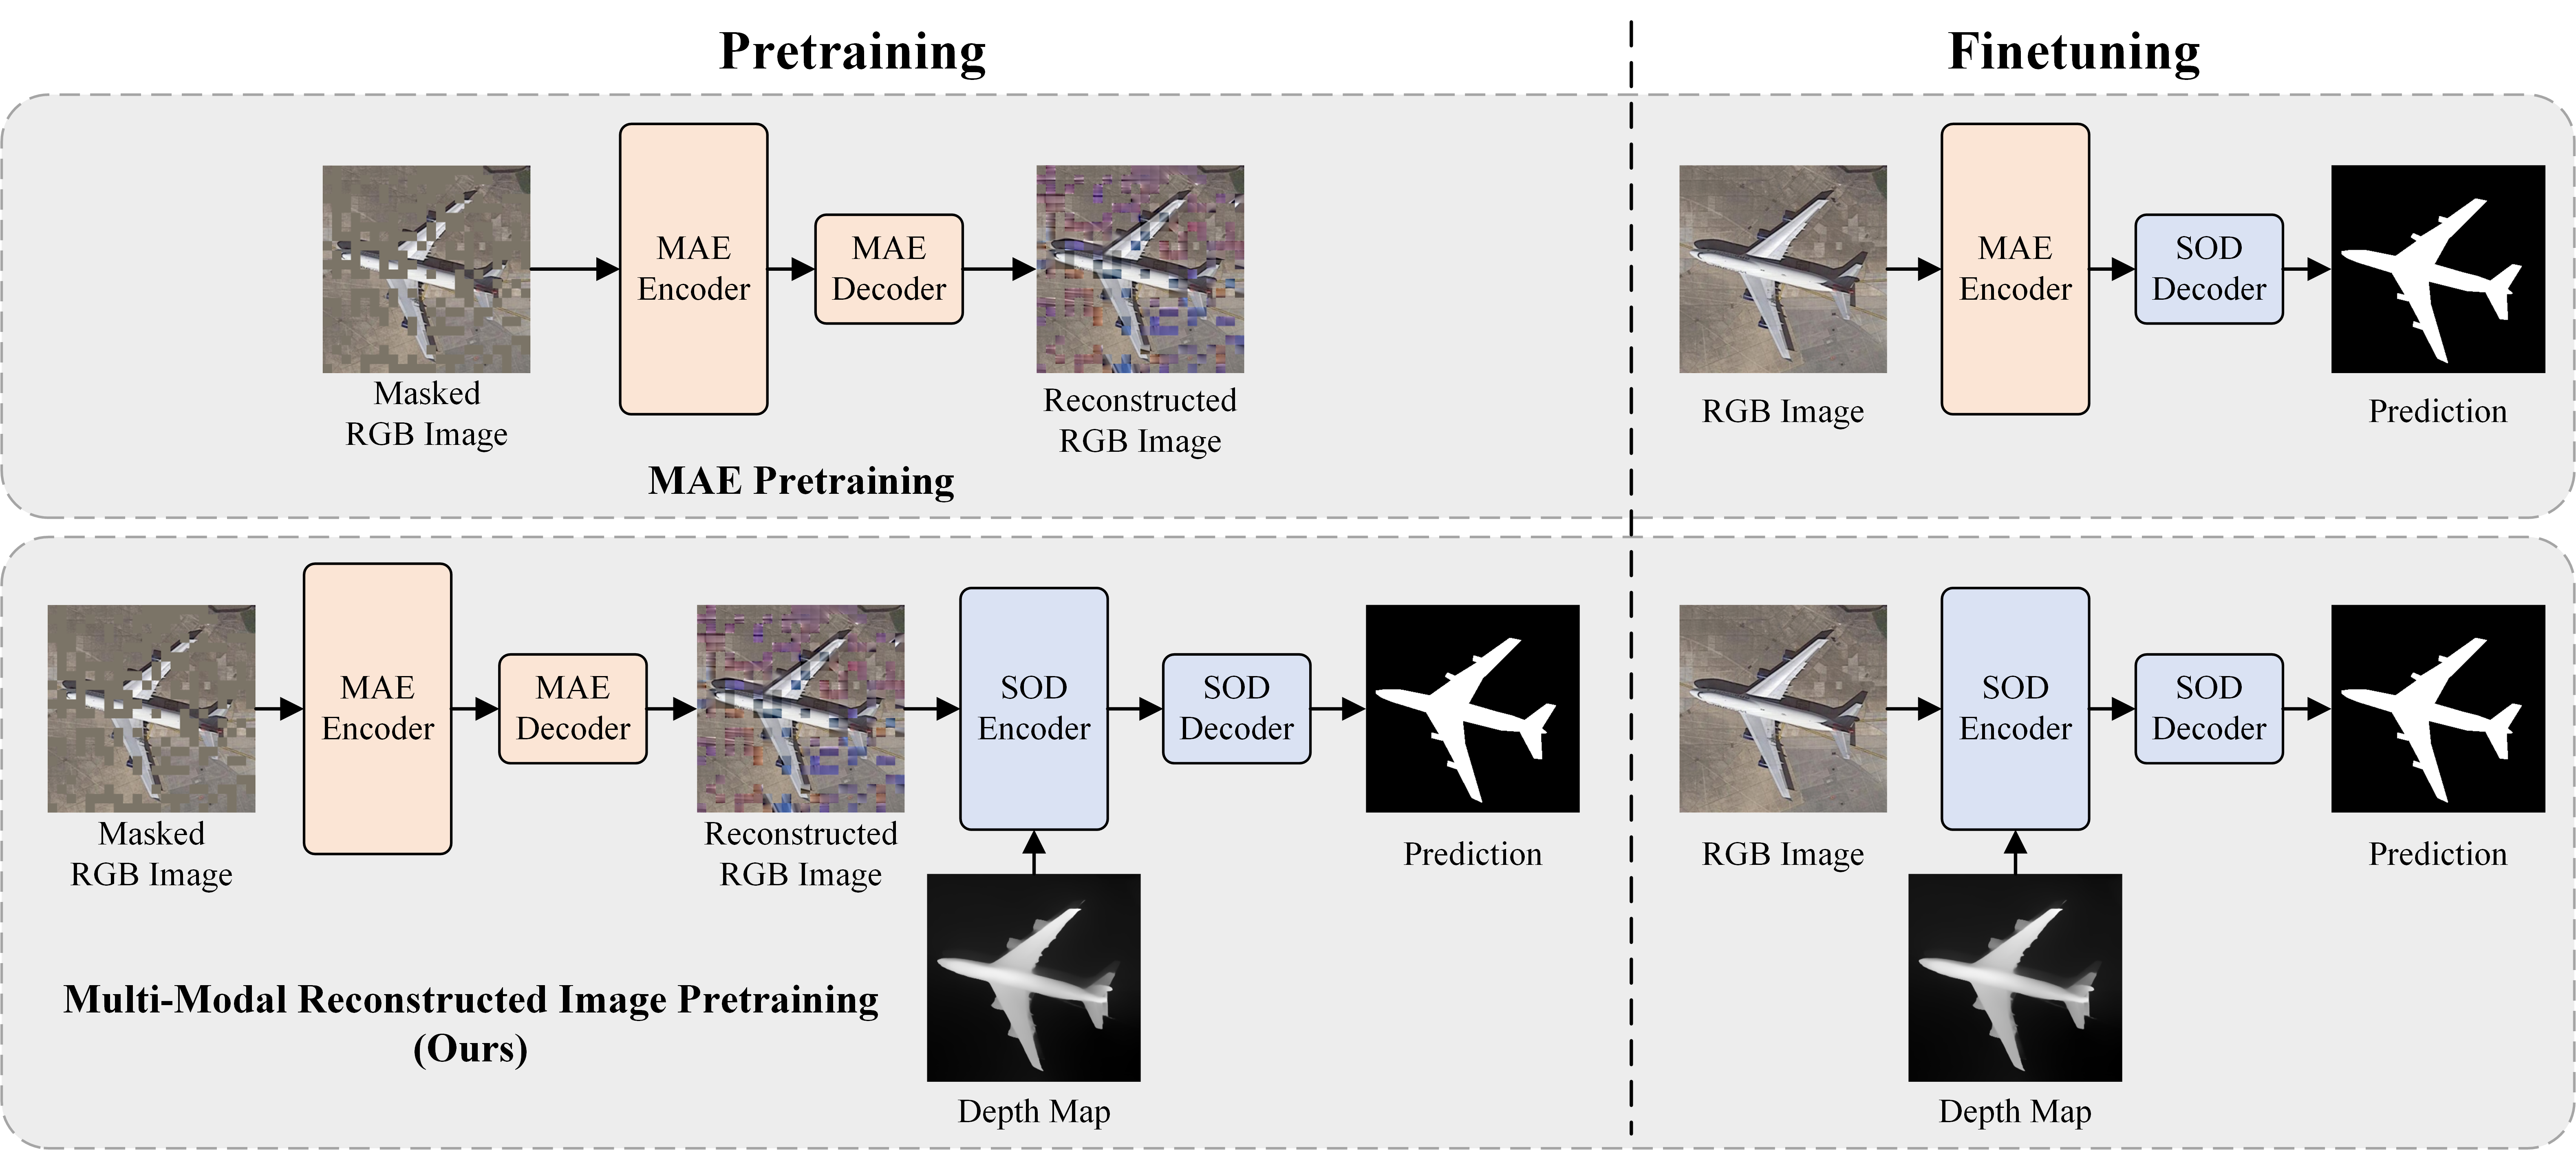 Pretraining
Finetuning
MAE
Encoder
MAE
Decoder
Masked
RGB Image
Reconstructed
RGB Image
MAE Pretraining
MAE
Encoder
SOD
Decoder
RGB Image
Prediction
MAE
Encoder
MAE
Decoder
SOD
Encoder
SOD
Decoder
Masked
RGB Image
Reconstructed
RGB Image
Prediction
Multi-Modal Reconstructed Image Pretraining
(Ours)
Depth Map
SOD
Encoder
SOD
Decoder
RGB Image
Prediction
Depth Map